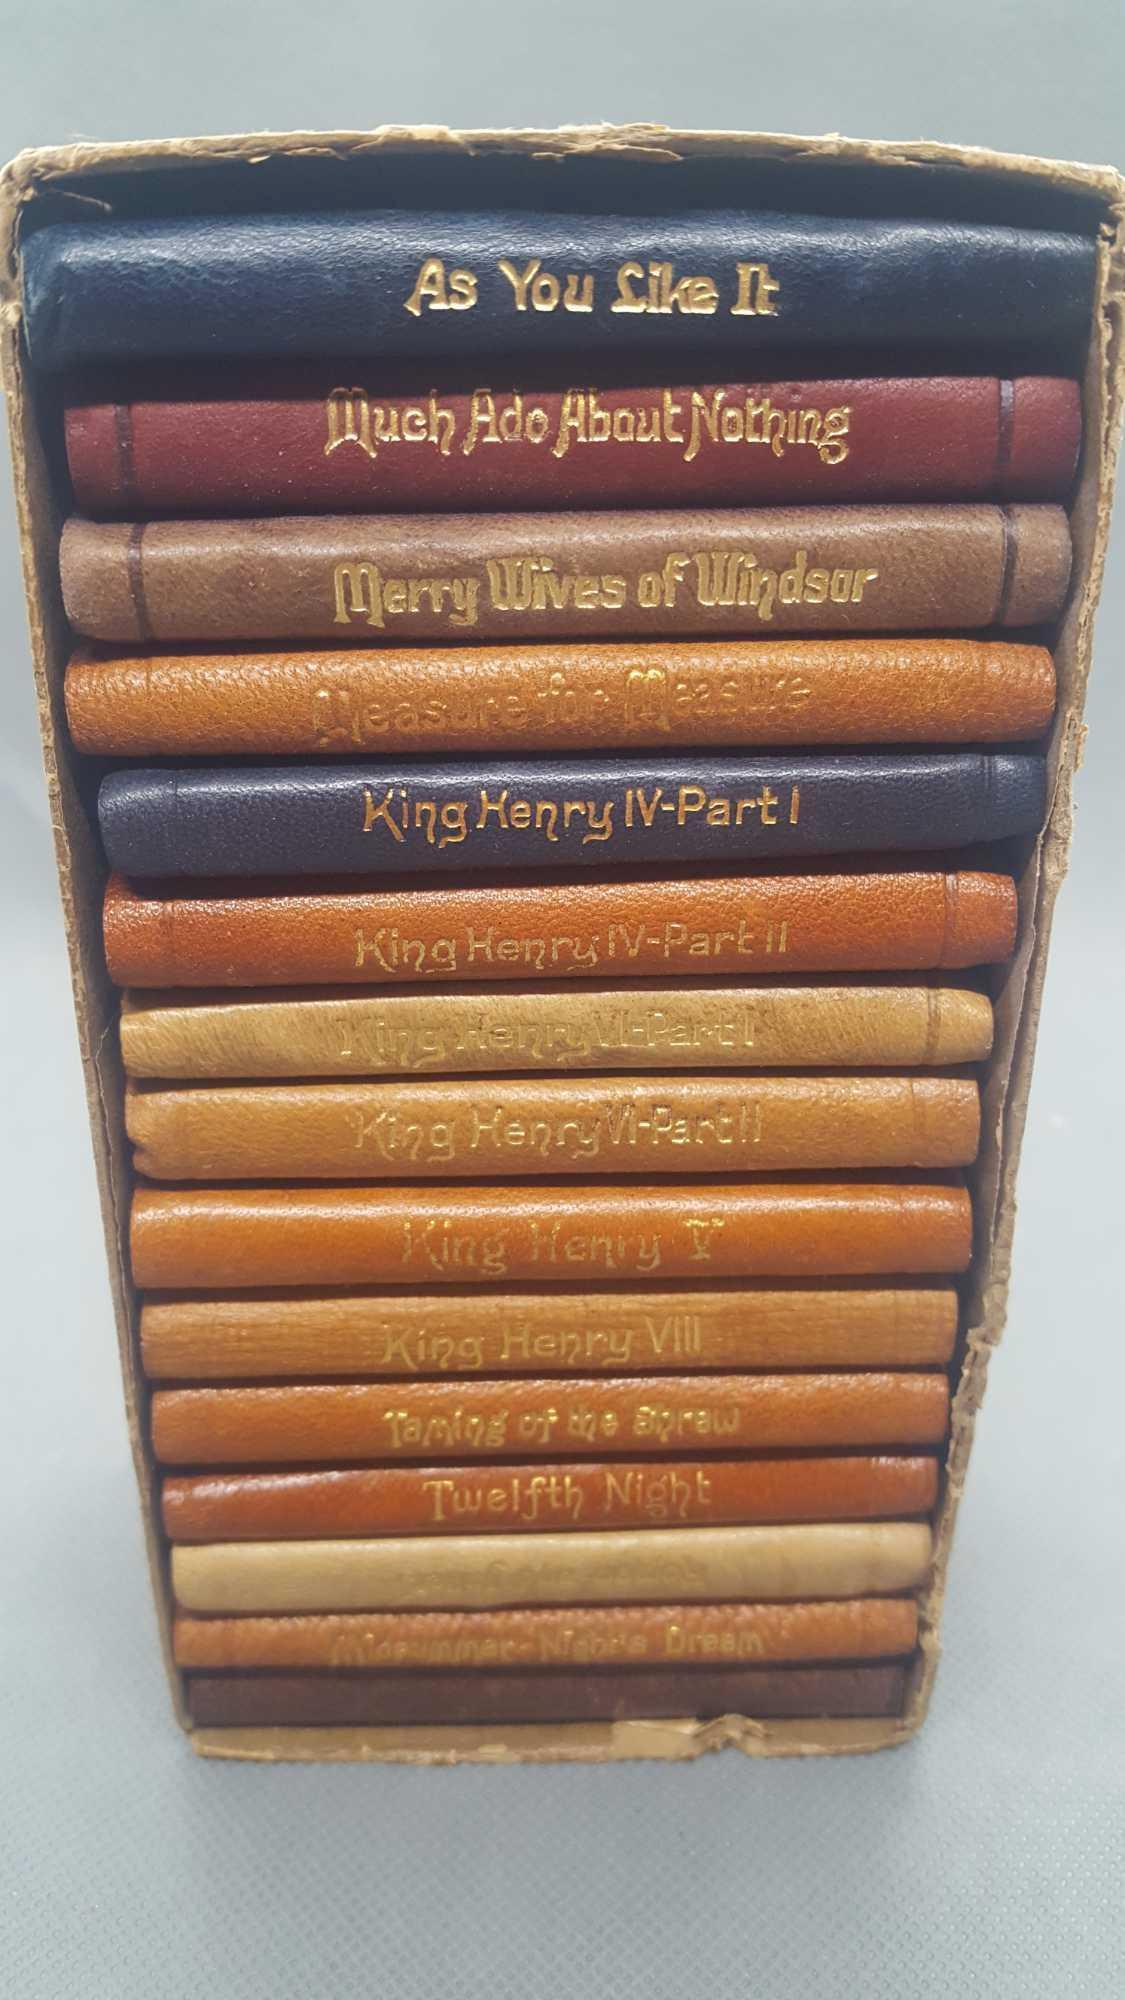 As You Like It
Much Ado About Nothing
Merry Wives of Windsor
Measure for Measure
King Henry IV-Part I
King Henry IV-Part II
King Henry VI-Part I
King Henry VI-Part II
King Henry V
King Henry VIII
Taming of the Shrew
Twelfth Night
Midsummer-Night's Dream